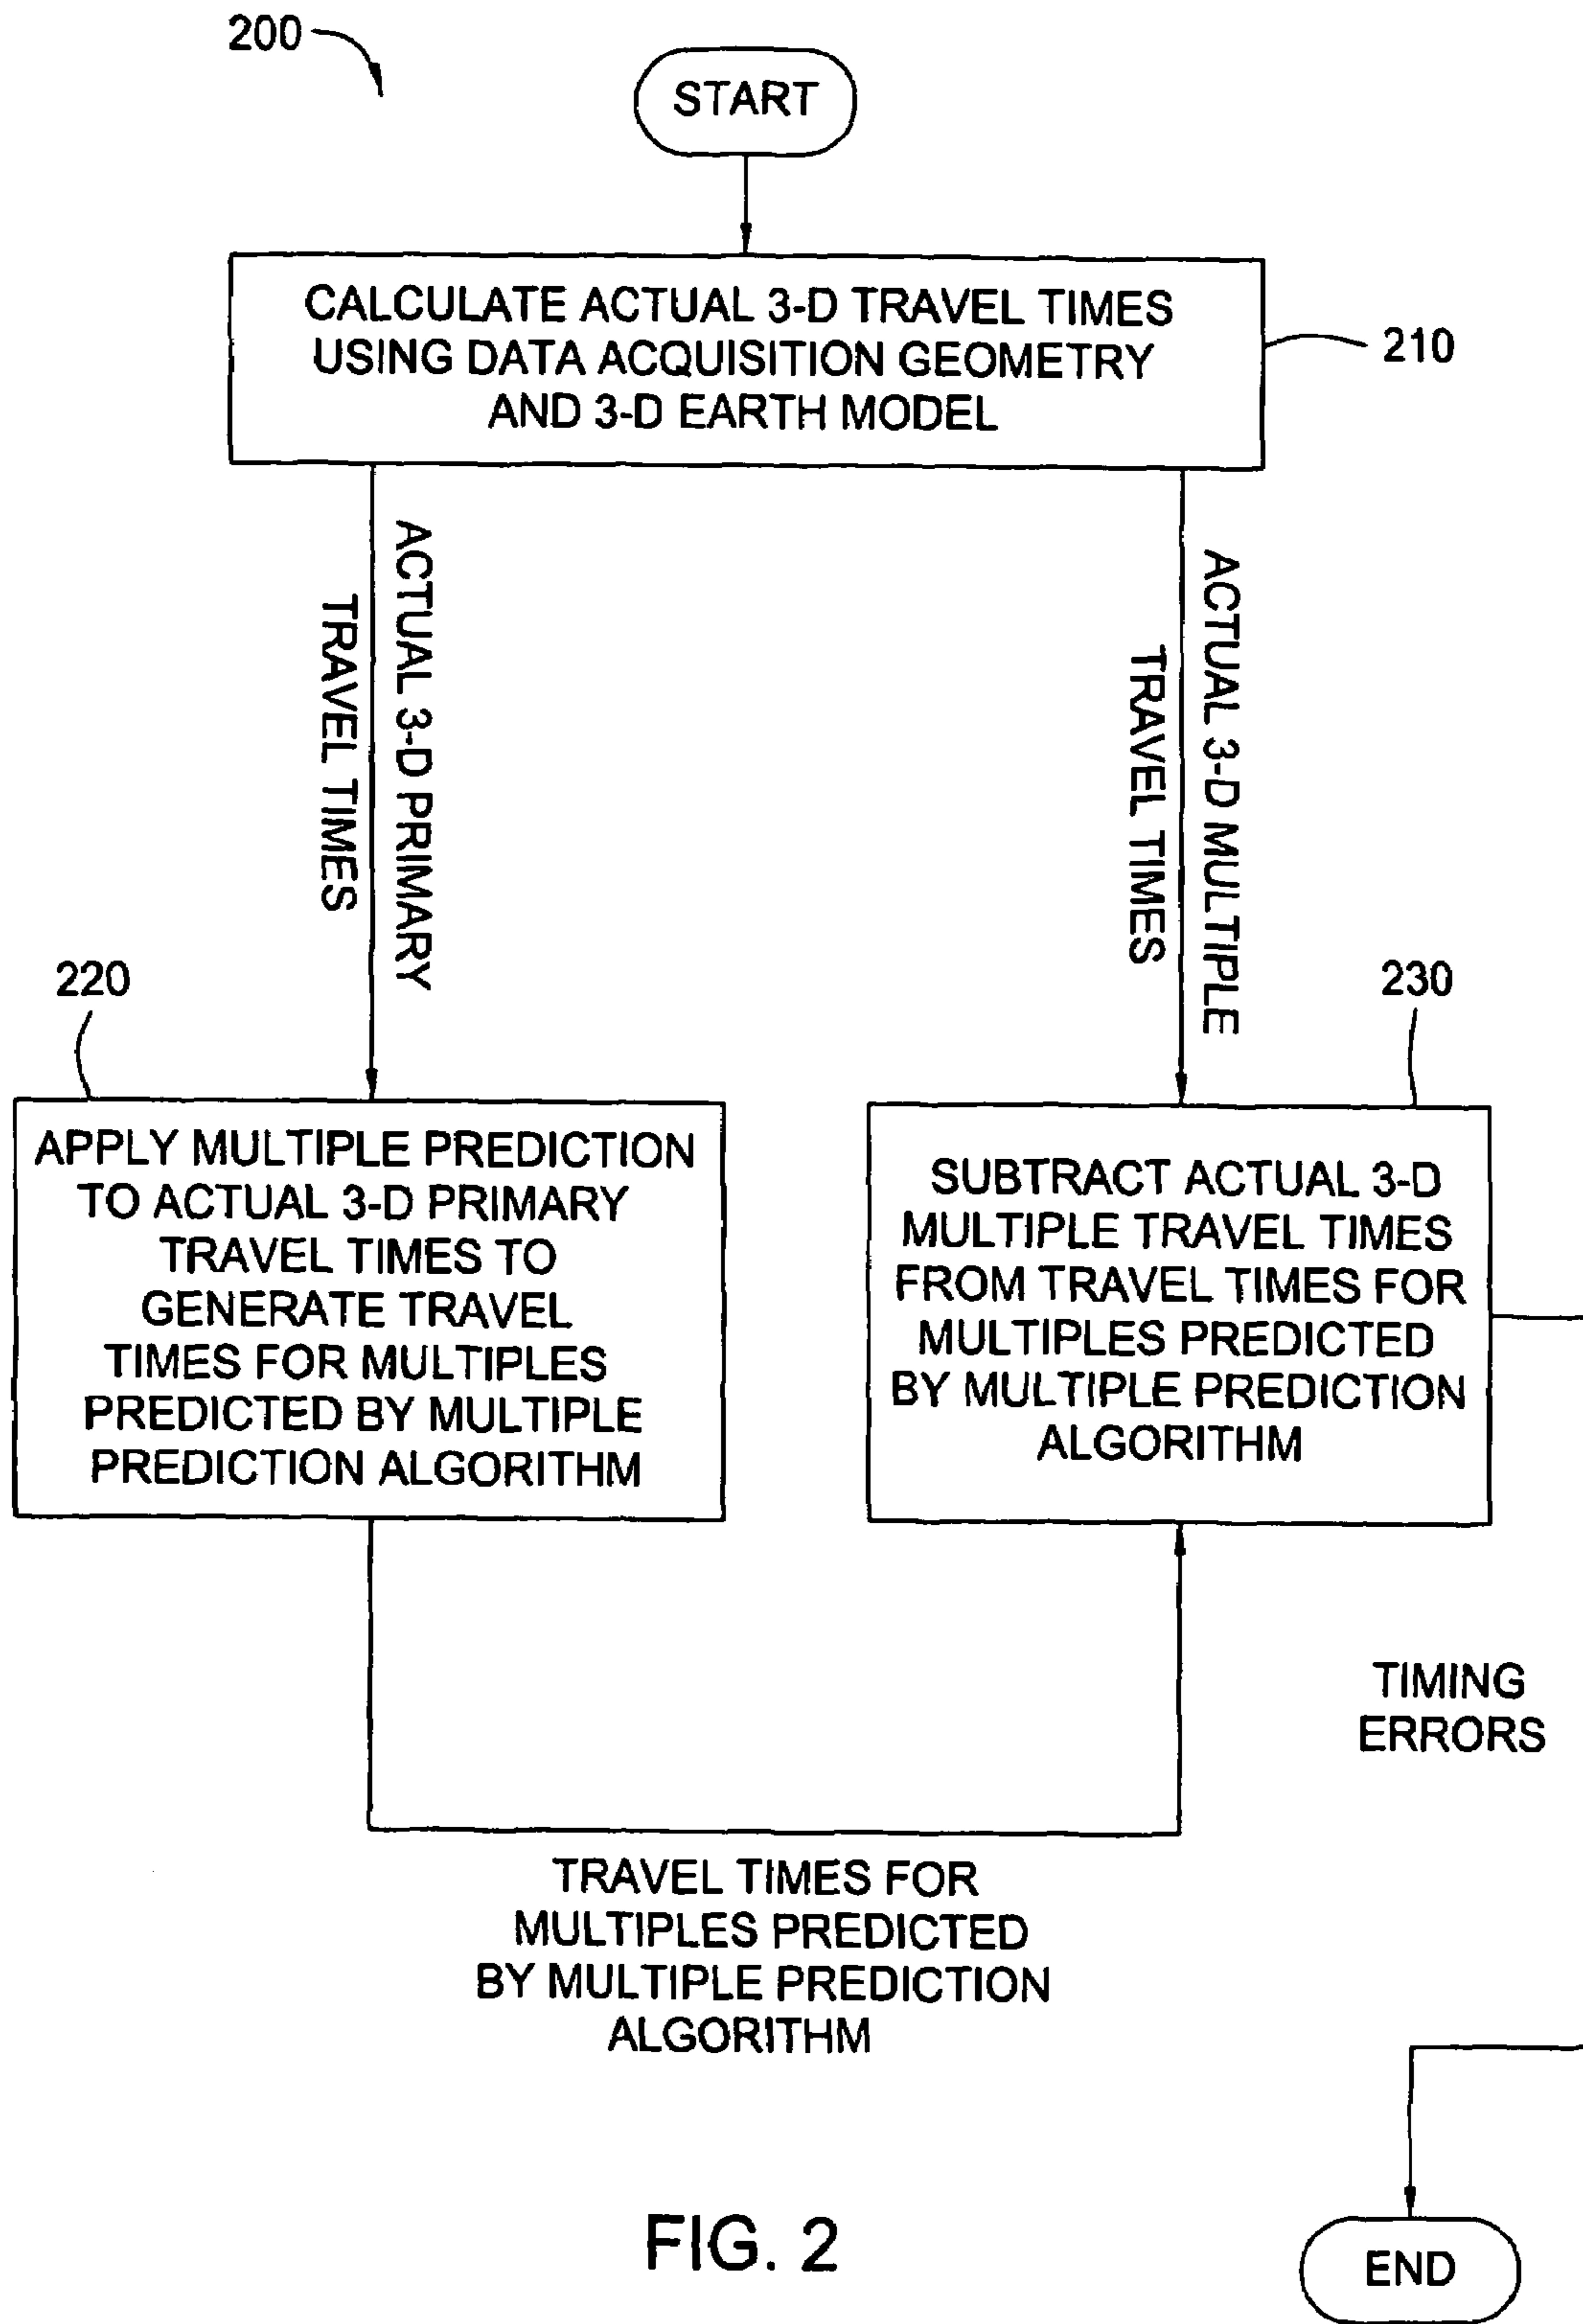 200
START
CALCULATE ACTUAL 3-D TRAVEL TIMES
USING DATA ACQUISITION GEOMETRY
AND 3-D EARTH MODEL
210
ACTUAL 3-D PRIMARY
TRAVEL TIMES
ACTUAL 3-D MULTIPLE
TRAVEL TIMES
220
APPLY MULTIPLE PREDICTION
TO ACTUAL 3-D PRIMARY
TRAVEL TIMES TO
GENERATE TRAVEL
TIMES FOR MULTIPLES
PREDICTED BY MULTIPLE
PREDICTION ALGORITHM
230
SUBTRACT ACTUAL 3-D
MULTIPLE TRAVEL TIMES
FROM TRAVEL TIMES FOR
MULTIPLES PREDICTED
BY MULTIPLE PREDICTION
ALGORITHM
TIMING
ERRORS
TRAVEL TIMES FOR
MULTIPLES PREDICTED
BY MULTIPLE PREDICTION
ALGORITHM
END
FIG. 2